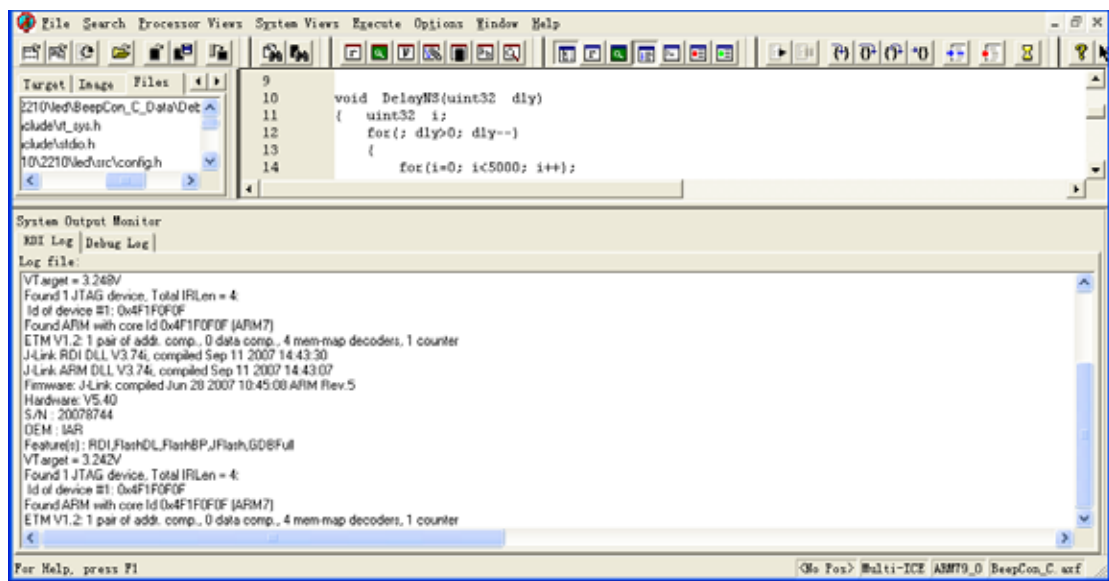 File Search Processor Views System Views Execute Options Window Help
Target Image Files
2210\led\BeepCon_C_Data\Det
clude\rt_sys.h
clude\stdio.h
10\2210\led\src\config.h
9
10 void DelayNS(uint32 dly)
11 { uint32 i;
12 for(; dly>0; dly--)
13 {
14 for(i=0; i<5000; i++);
System Output Monitor
RDI Log Debug Log
Log file:
VTarget = 3.248V
Found 1 JTAG device, Total IRLen = 4:
Id of device #1: 0x4F1F0F0F
Found ARM with core Id 0x4F1F0F0F (ARM7)
ETM V1.2: 1 pair of addr. comp., 0 data comp., 4 mem-map decoders, 1 counter
J-Link RDI DLL V3.74i, compiled Sep 11 2007 14:43:30
J-Link ARM DLL V3.74i, compiled Sep 11 2007 14:43:07
Firmware: J-Link compiled Jun 28 2007 10:45:08 ARM Rev.5
Hardware: V5.40
S/N : 20078744
OEM : IAR
Feature(s) : RDI,FlashDL,FlashBP,JFlash,GDBFull
VTarget = 3.242V
Found 1 JTAG device, Total IRLen = 4:
Id of device #1: 0x4F1F0F0F
Found ARM with core Id 0x4F1F0F0F (ARM7)
ETM V1.2: 1 pair of addr. comp., 0 data comp., 4 mem-map decoders, 1 counter
For Help, press F1
<No Pos> Multi-ICE ARM79_0 BeepCon_C.axf